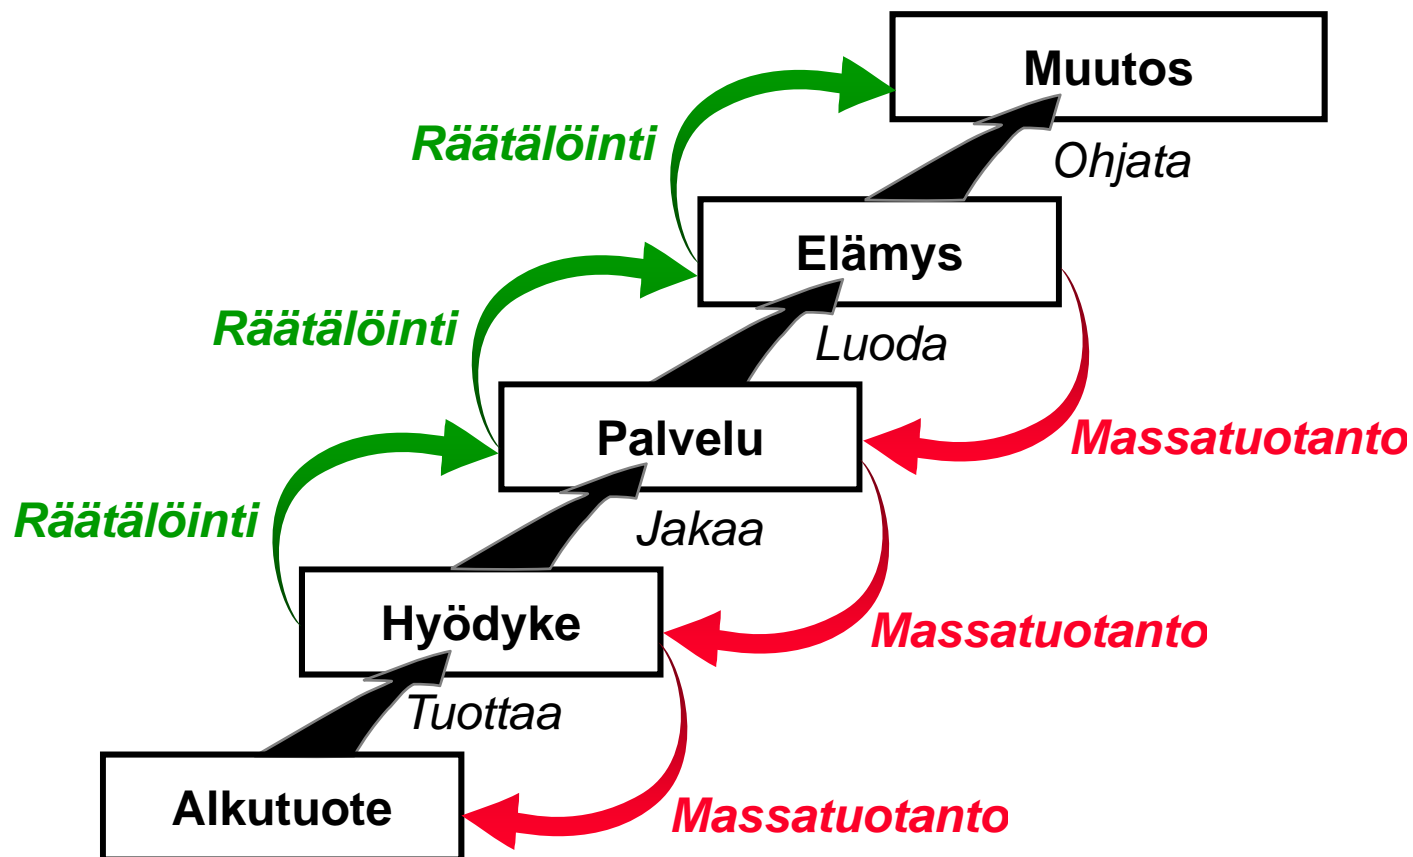 Muutos
Räätälöinti
Ohjata
Elämys
Räätälöinti
Luoda
Palvelu
Massatuotanto
Räätälöinti
Jakaa
Hyödyke
Massatuotanto
Tuottaa
Alkutuote
Massatuotanto